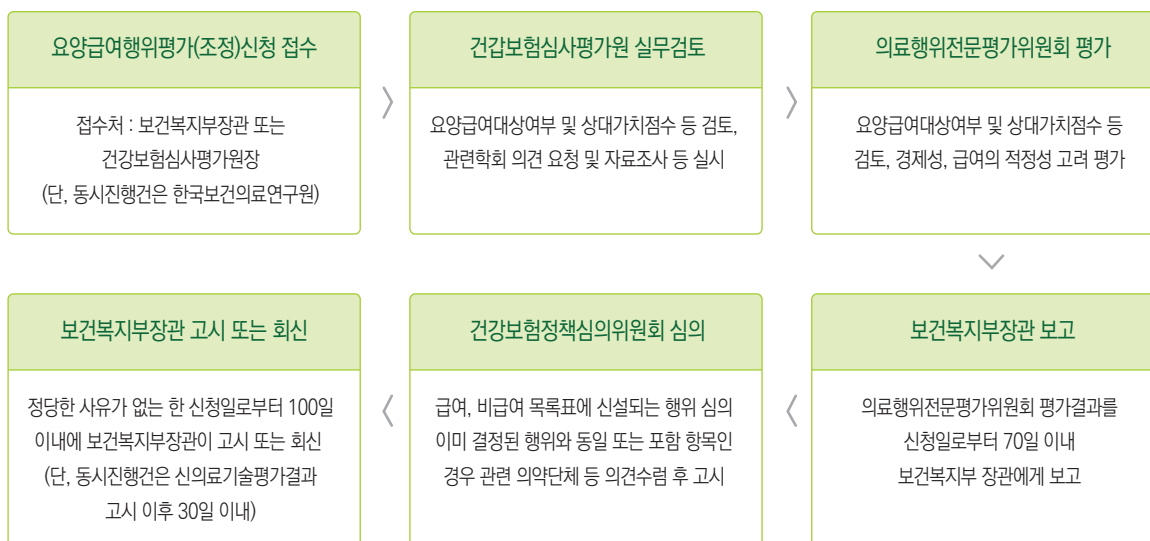 요양급여행위평가(조정)신청 접수
접수처 : 보건복지부장관 또는
건강보험심사평가원장
(단, 동시진행건은 한국보건의료연구원)
건갑보험심사평가원 실무검토
요양급여대상여부 및 상대가치점수 등 검토,
관련학회 의견 요청 및 자료조사 등 실시
의료행위전문평가위원회 평가
요양급여대상여부 및 상대가치점수 등
검토, 경제성, 급여의 적정성 고려 평가
보건복지부장관 보고
의료행위전문평가위원회 평가결과를
신청일로부터 70일 이내
보건복지부 장관에게 보고
건강보험정책심의위원회 심의
급여, 비급여 목록표에 신설되는 행위 심의
이미 결정된 행위와 동일 또는 포함 항목인
경우 관련 의약단체 등 의견수렴 후 고시
보건복지부장관 고시 또는 회신
정당한 사유가 없는 한 신청일로부터 100일
이내에 보건복지부장관이 고시 또는 회신
(단, 동시진행건은 신의료기술평가결과
고시 이후 30일 이내)